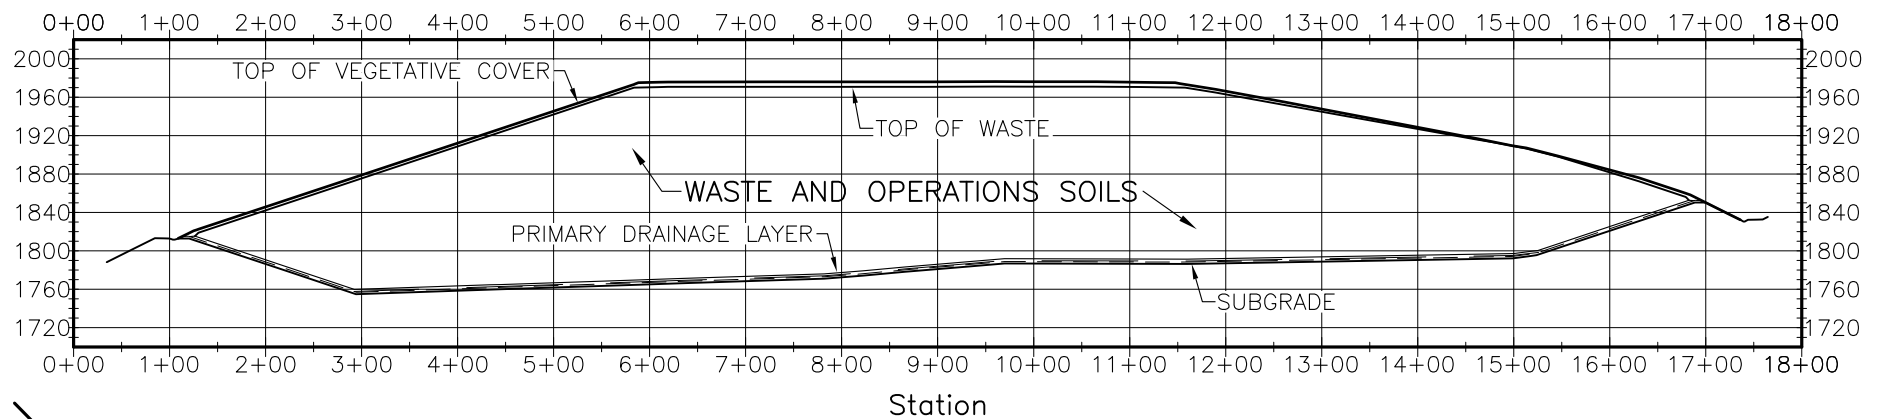 0+00 1+00 2+00 3+00 4+00 5+00 6+00 7+00 8+00 9+00 10+00 11+00 12+00 13+00 14+00 15+00 16+00 17+00 18+00
2000 2000
TOP OF VEGETATIVE COVER
1960 1960
TOP OF WASTE
1920 1920
1880 1880
WASTE AND OPERATIONS SOILS
1840 1840
PRIMARY DRAINAGE LAYER
1800 1800
1760 1760
SUBGRADE
1720 1720
0+00 1+00 2+00 3+00 4+00 5+00 6+00 7+00 8+00 9+00 10+00 11+00 12+00 13+00 14+00 15+00 16+00 17+00 18+00
Station